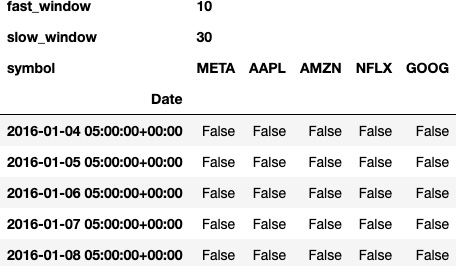 fast_window 10
slow_window 30
symbol META AAPL AMZN NFLX GOOG
Date
2016-01-04 05:00:00+00:00 False False False False False
2016-01-05 05:00:00+00:00 False False False False False
2016-01-06 05:00:00+00:00 False False False False False
2016-01-07 05:00:00+00:00 False False False False False
2016-01-08 05:00:00+00:00 False False False False False